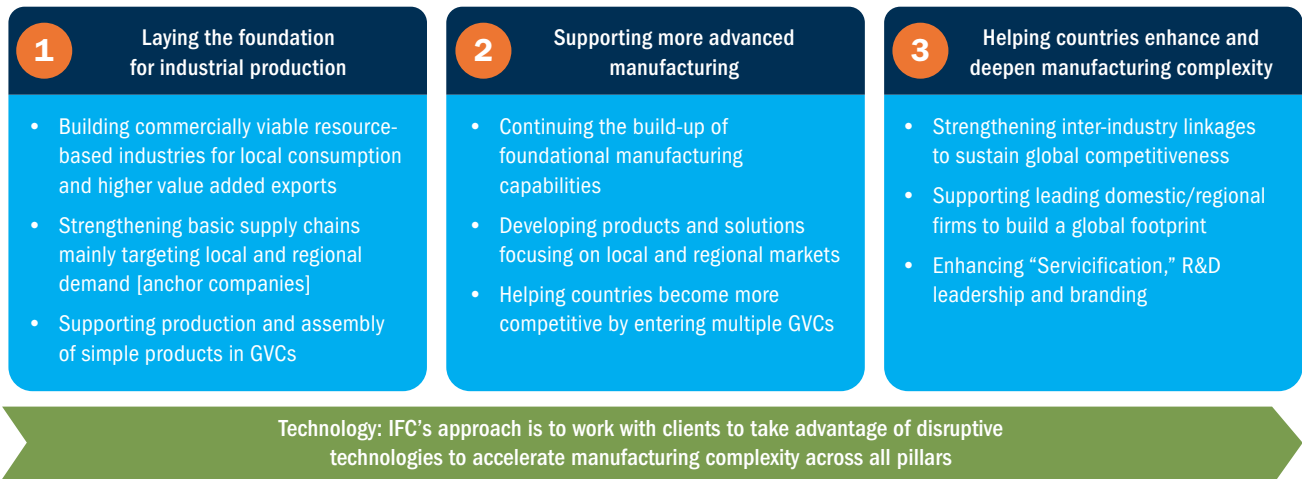 1
Laying the foundation
for industrial production
• Building commercially viable resource-
based industries for local consumption
and higher value added exports
• Strengthening basic supply chains
mainly targeting local and regional
demand [anchor companies]
• Supporting production and assembly
of simple products in GVCs
2
Supporting more advanced
manufacturing
• Continuing the build-up of
foundational manufacturing
capabilities
• Developing products and solutions
focusing on local and regional markets
• Helping countries become more
competitive by entering multiple GVCs
3
Helping countries enhance and
deepen manufacturing complexity
• Strengthening inter-industry linkages
to sustain global competitiveness
• Supporting leading domestic/regional
firms to build a global footprint
• Enhancing “Servicification,” R&D
leadership and branding
Technology: IFC’s approach is to work with clients to take advantage of disruptive
technologies to accelerate manufacturing complexity across all pillars